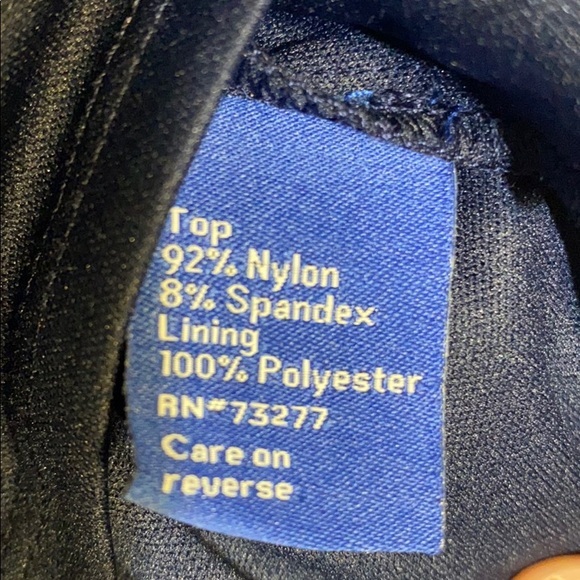 Top
92% Nylon
8% Spandex
Lining
100% Polyester
RN#73277
Care on
reverse